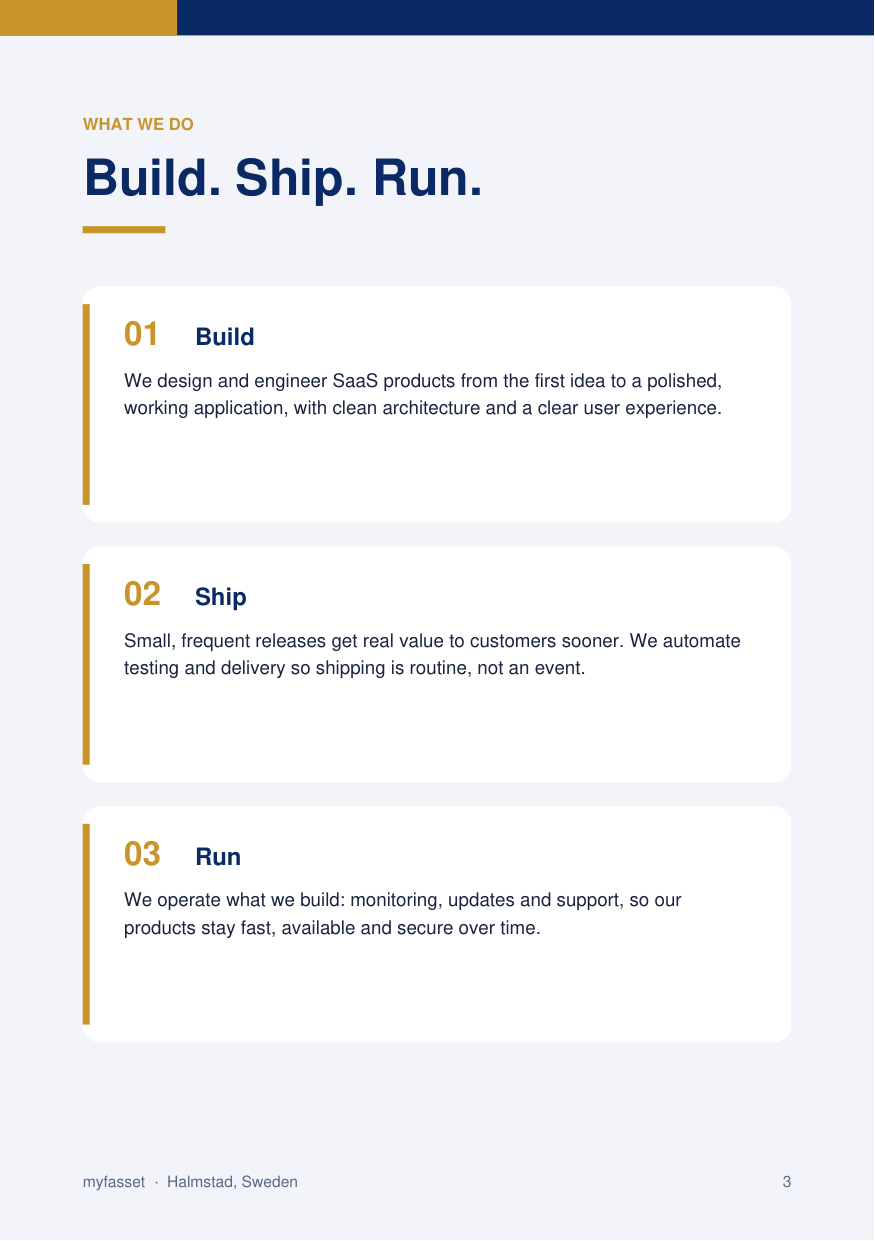 WHAT WE DO
Build. Ship. Run.
01 Build
We design and engineer SaaS products from the first idea to a polished,
working application, with clean architecture and a clear user experience.
02 Ship
Small, frequent releases get real value to customers sooner. We automate
testing and delivery so shipping is routine, not an event.
03 Run
We operate what we build: monitoring, updates and support, so our
products stay fast, available and secure over time.
myfasset · Halmstad, Sweden 3